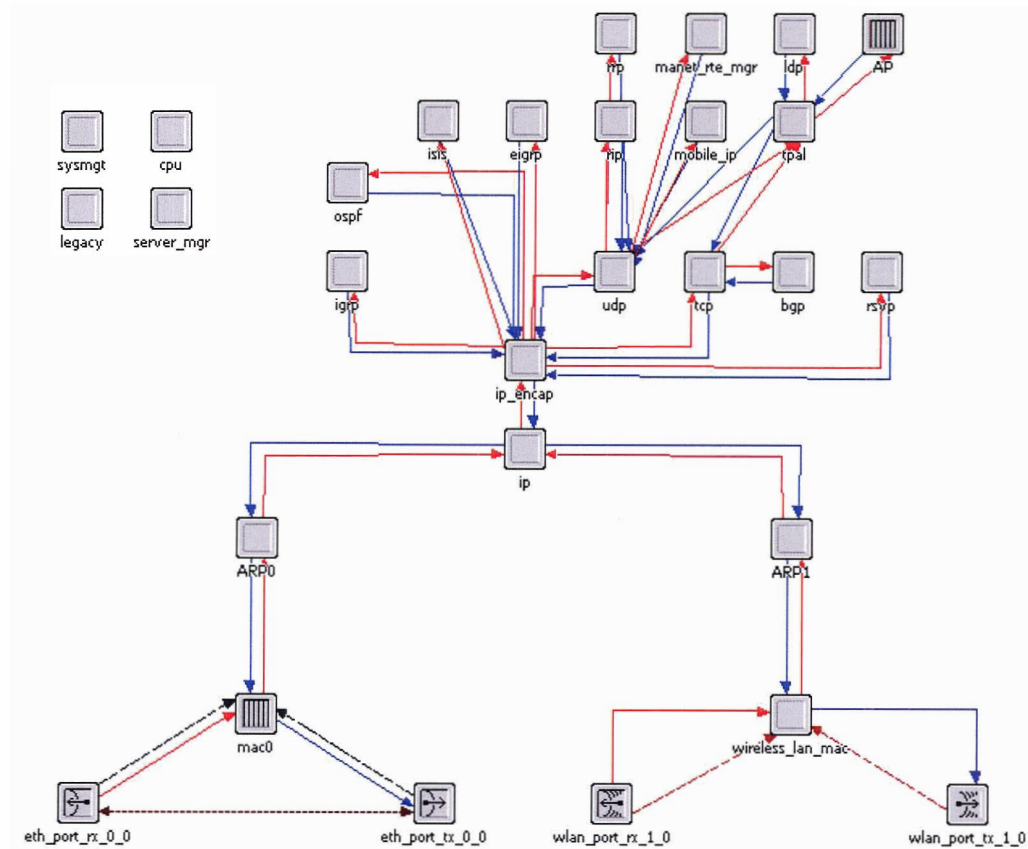 rrp
manet_rte_mgr
ldp
AP
sysmgt
cpu
isis
eigrp
rip
mobile_ip
tpal
ospf
legacy
server_mgr
igrp
udp
tcp
bgp
rsvp
ip_encap
ip
ARP0
ARP1
mac0
wireless_lan_mac
eth_port_rx_0_0
eth_port_tx_0_0
wlan_port_rx_1_0
wlan_port_tx_1_0